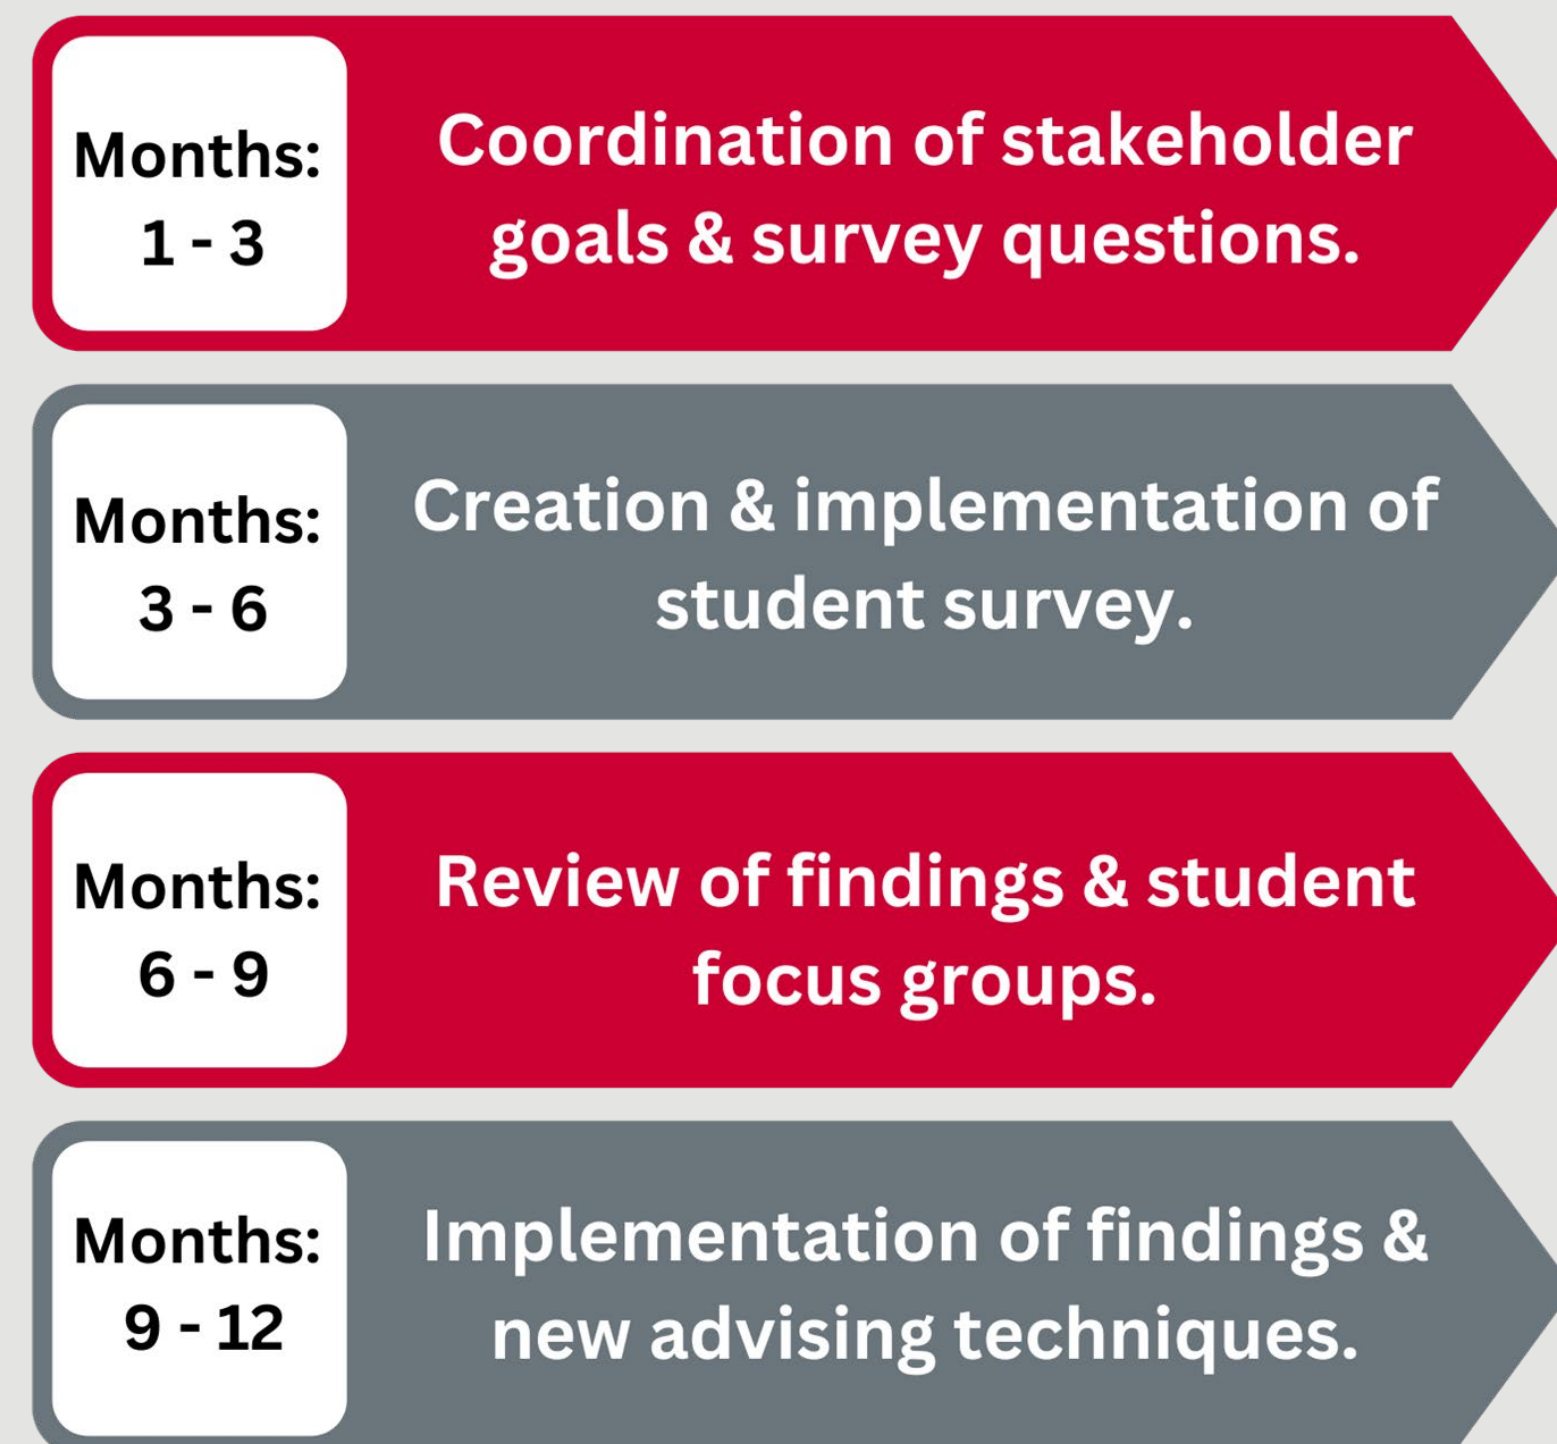 Months:
1 - 3
Coordination of stakeholder
goals & survey questions.
Months:
3 - 6
Creation & implementation of
student survey.
Months:
6 - 9
Review of findings & student
focus groups.
Months:
9 - 12
Implementation of findings &
new advising techniques.